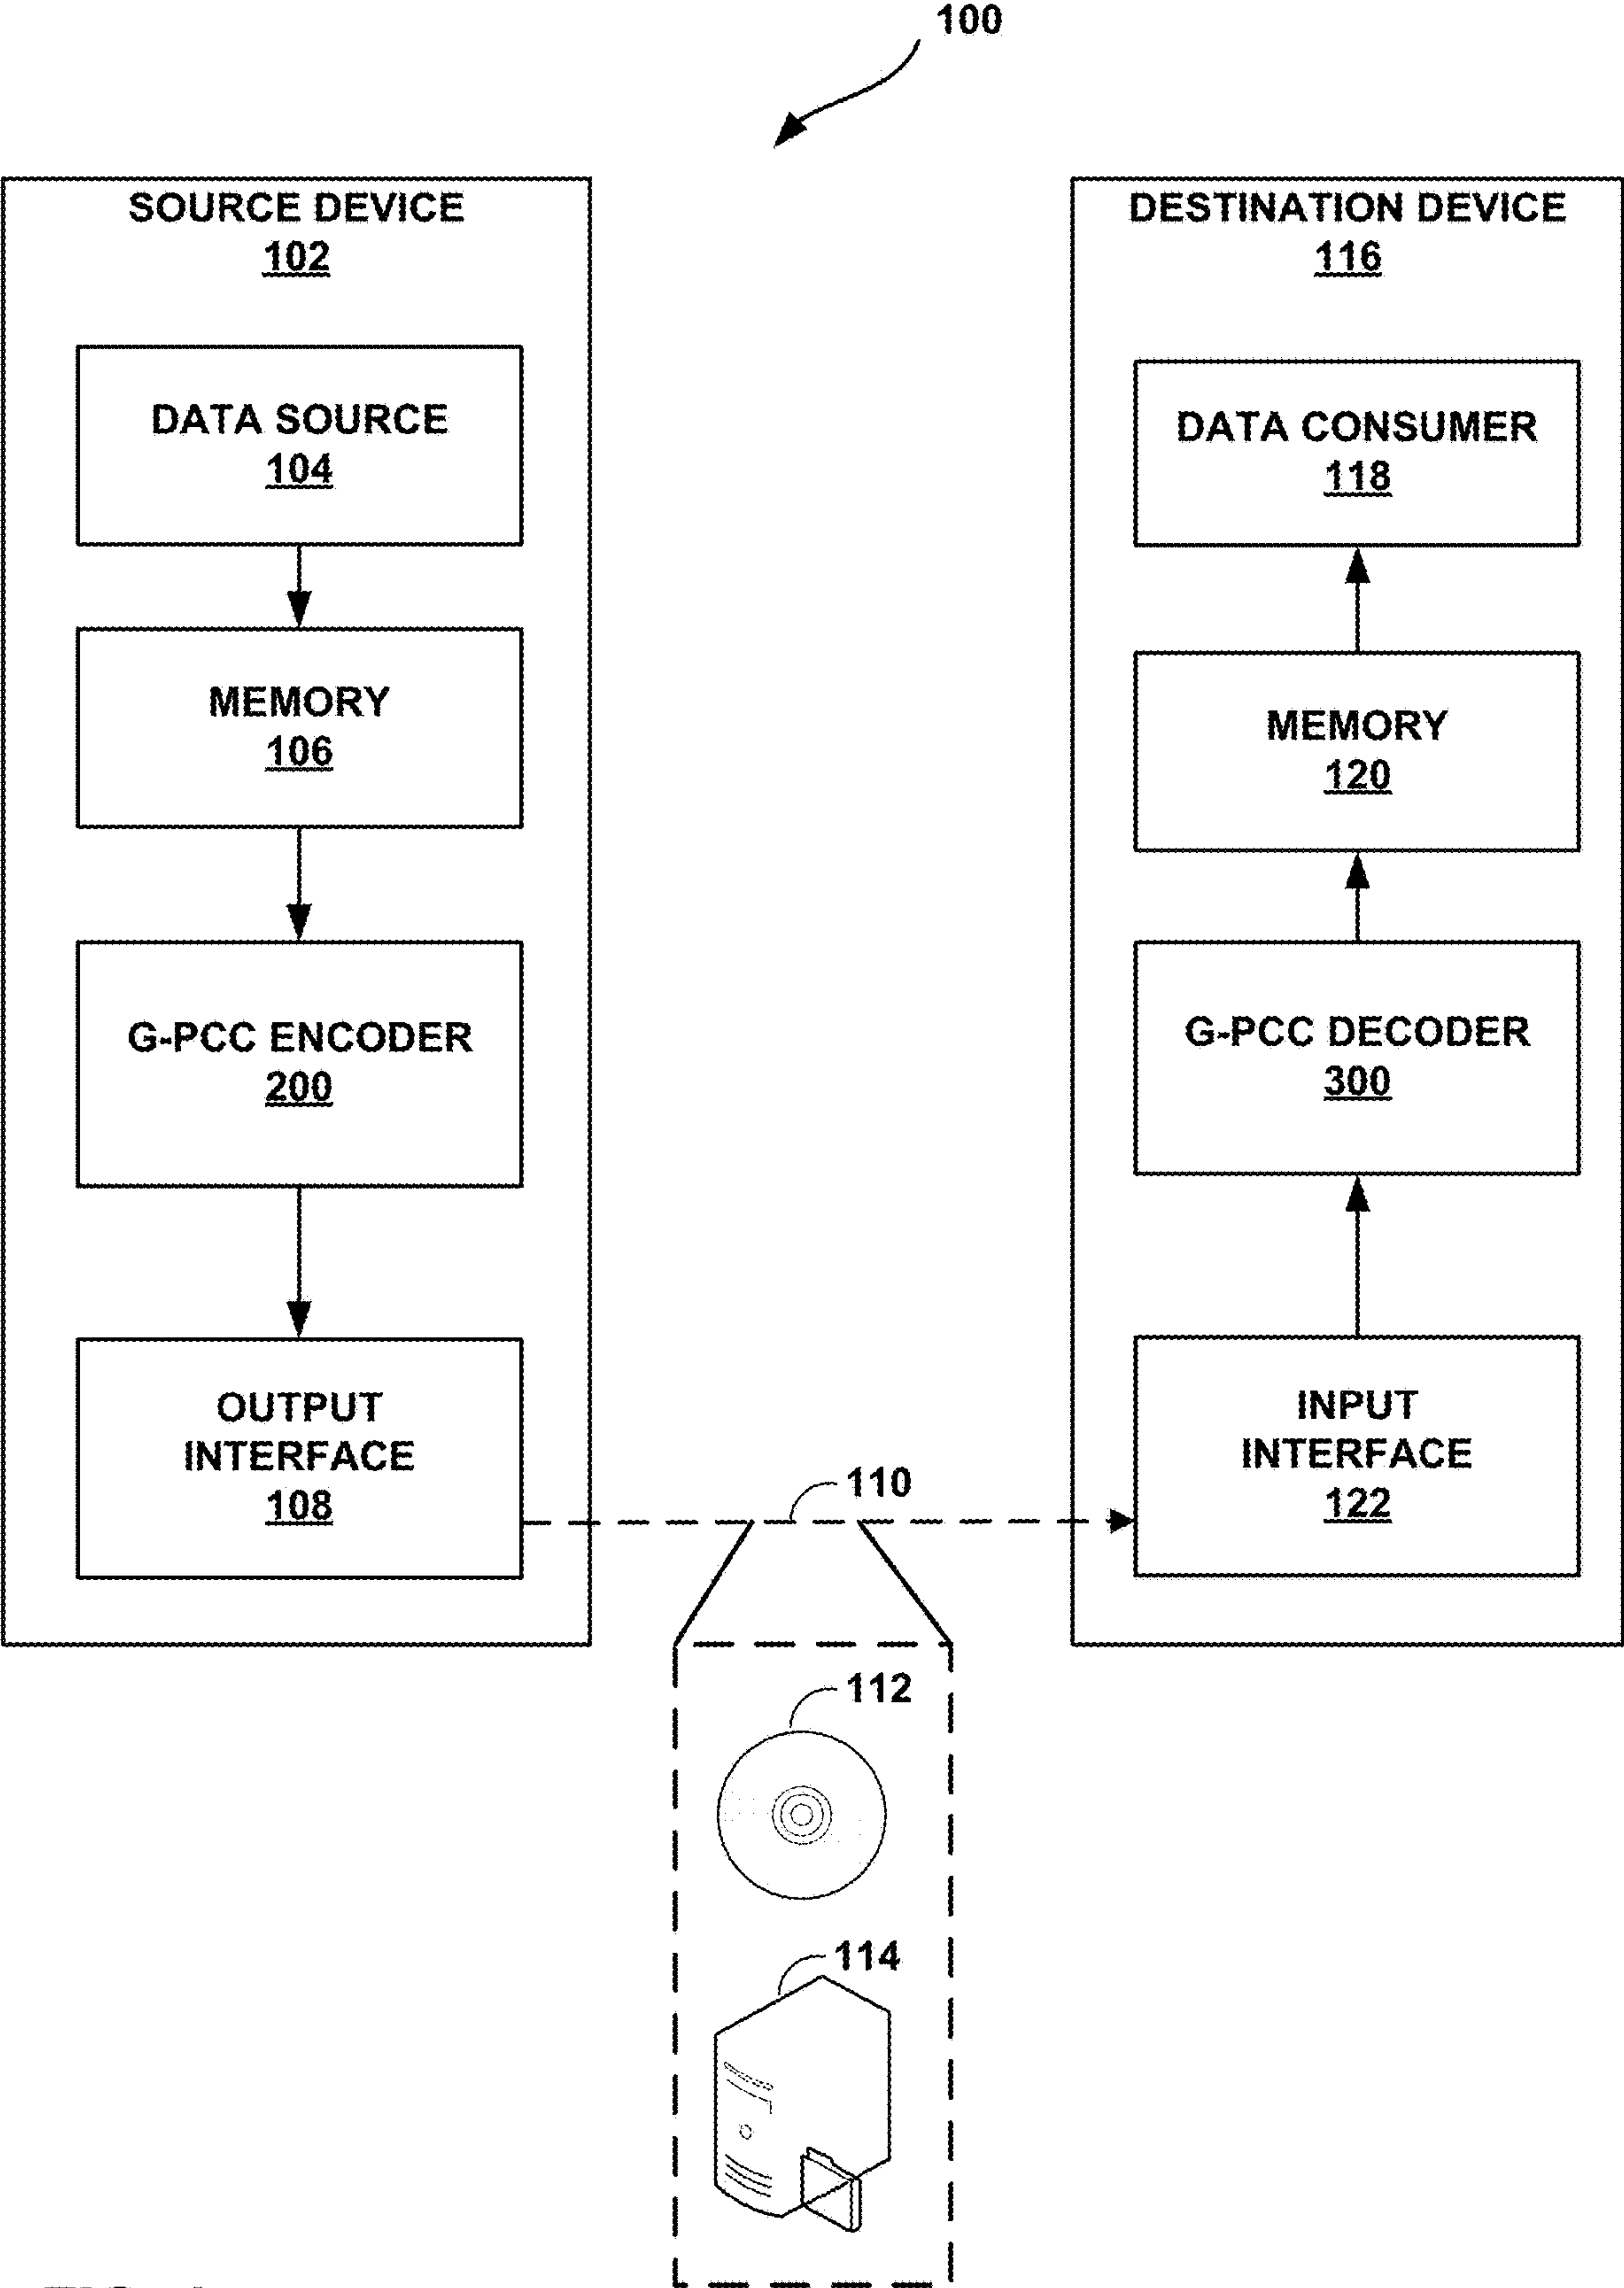 100
SOURCE DEVICE
102
DATA SOURCE
104
MEMORY
106
G-PCC ENCODER
200
OUTPUT
INTERFACE
108
DESTINATION DEVICE
116
DATA CONSUMER
118
MEMORY
120
G-PCC DECODER
300
INPUT
INTERFACE
122
110
112
114